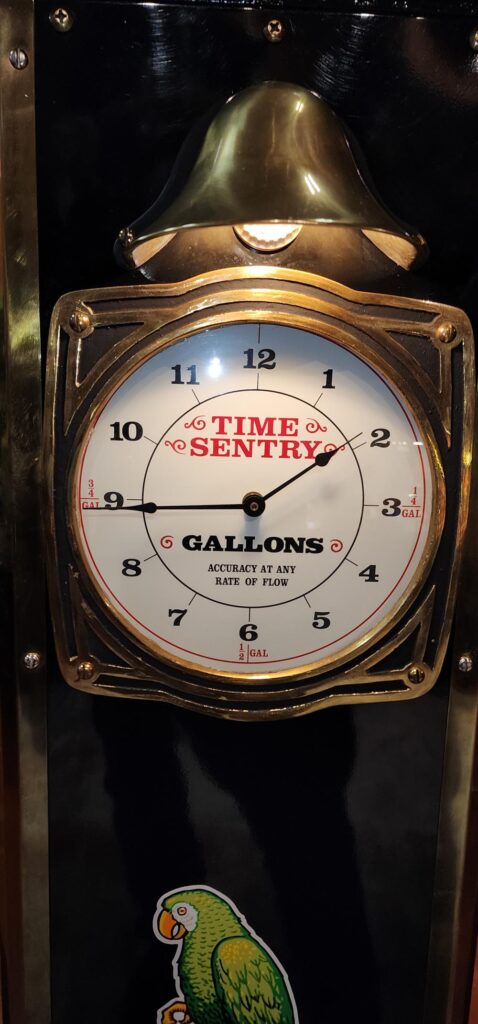 12
11
1
TIME
10
2
SENTRY
3/4
GAL
9
3
1/4
GAL
GALLONS
8
ACCURACY AT ANY
4
RATE OF FLOW
7
5
6
1/2 GAL